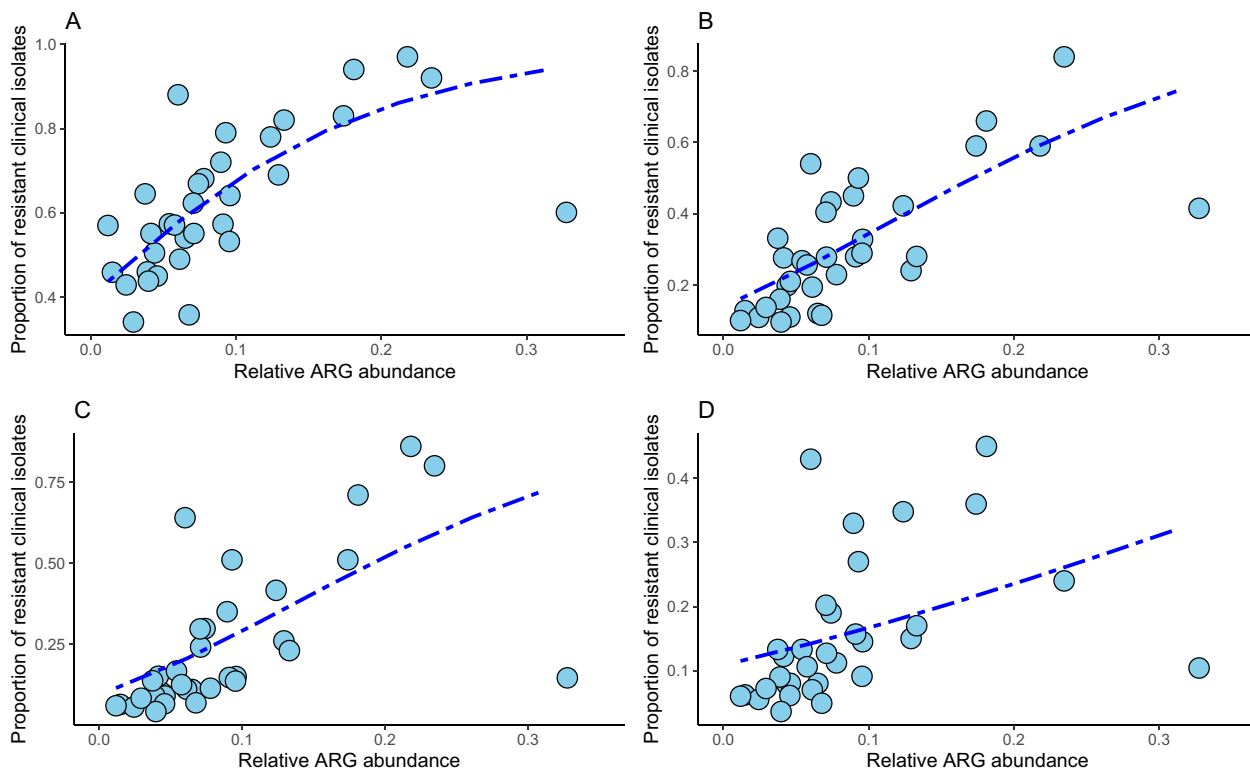 A
Proportion of resistant clinical isolates
1.0
0.8
0.6
0.4
0.0
0.1
0.2
0.3
Relative ARG abundance
B
Proportion of resistant clinical isolates
0.8
0.6
0.4
0.2
0.0
0.1
0.2
0.3
Relative ARG abundance
C
Proportion of resistant clinical isolates
0.75
0.50
0.25
0.0
0.1
0.2
0.3
Relative ARG abundance
D
Proportion of resistant clinical isolates
0.4
0.3
0.2
0.1
0.0
0.1
0.2
0.3
Relative ARG abundance